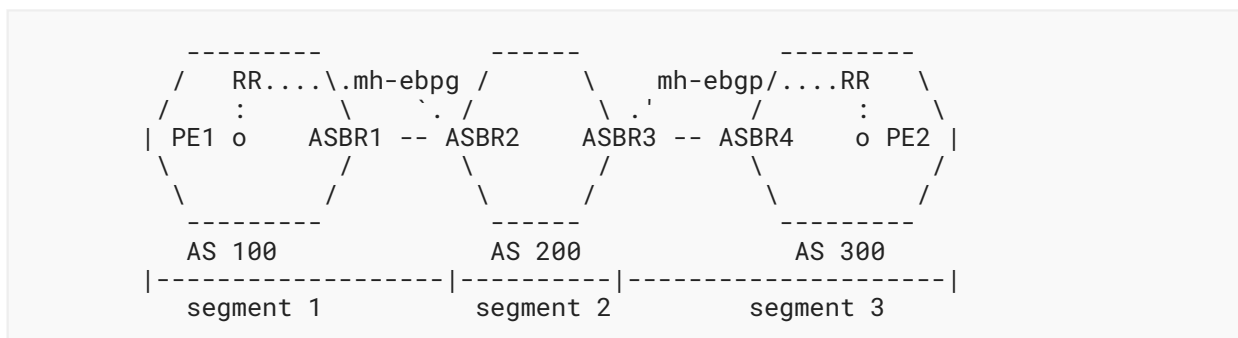 RR....\.mh-ebpg / \ mh-ebgp/....RR
| PE1 o ASBR1 -- ASBR2 ASBR3 -- ASBR4 o PE2 |
AS 100 AS 200 AS 300
|-------------------|----------|---------------------|
segment 1 segment 2 segment 3